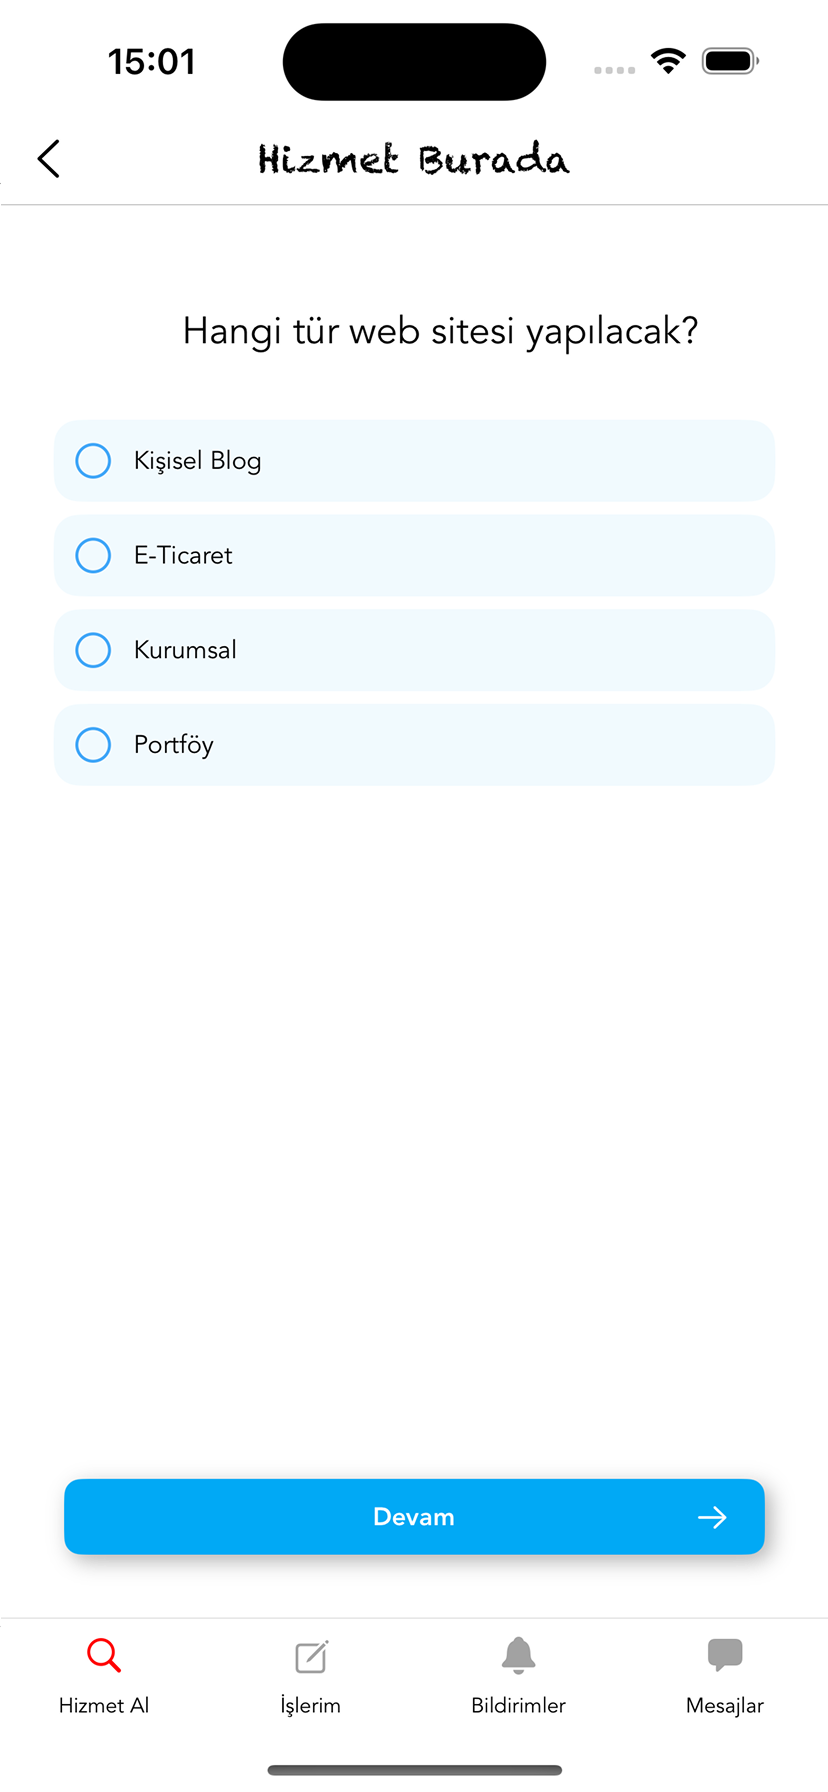 15:01
Hizmet Burada
Hangi tür web sitesi yapılacak?
Kişisel Blog
E-Ticaret
Kurumsal
Portföy
Devam
Hizmet Al
İşlerim
Bildirimler
Mesajlar